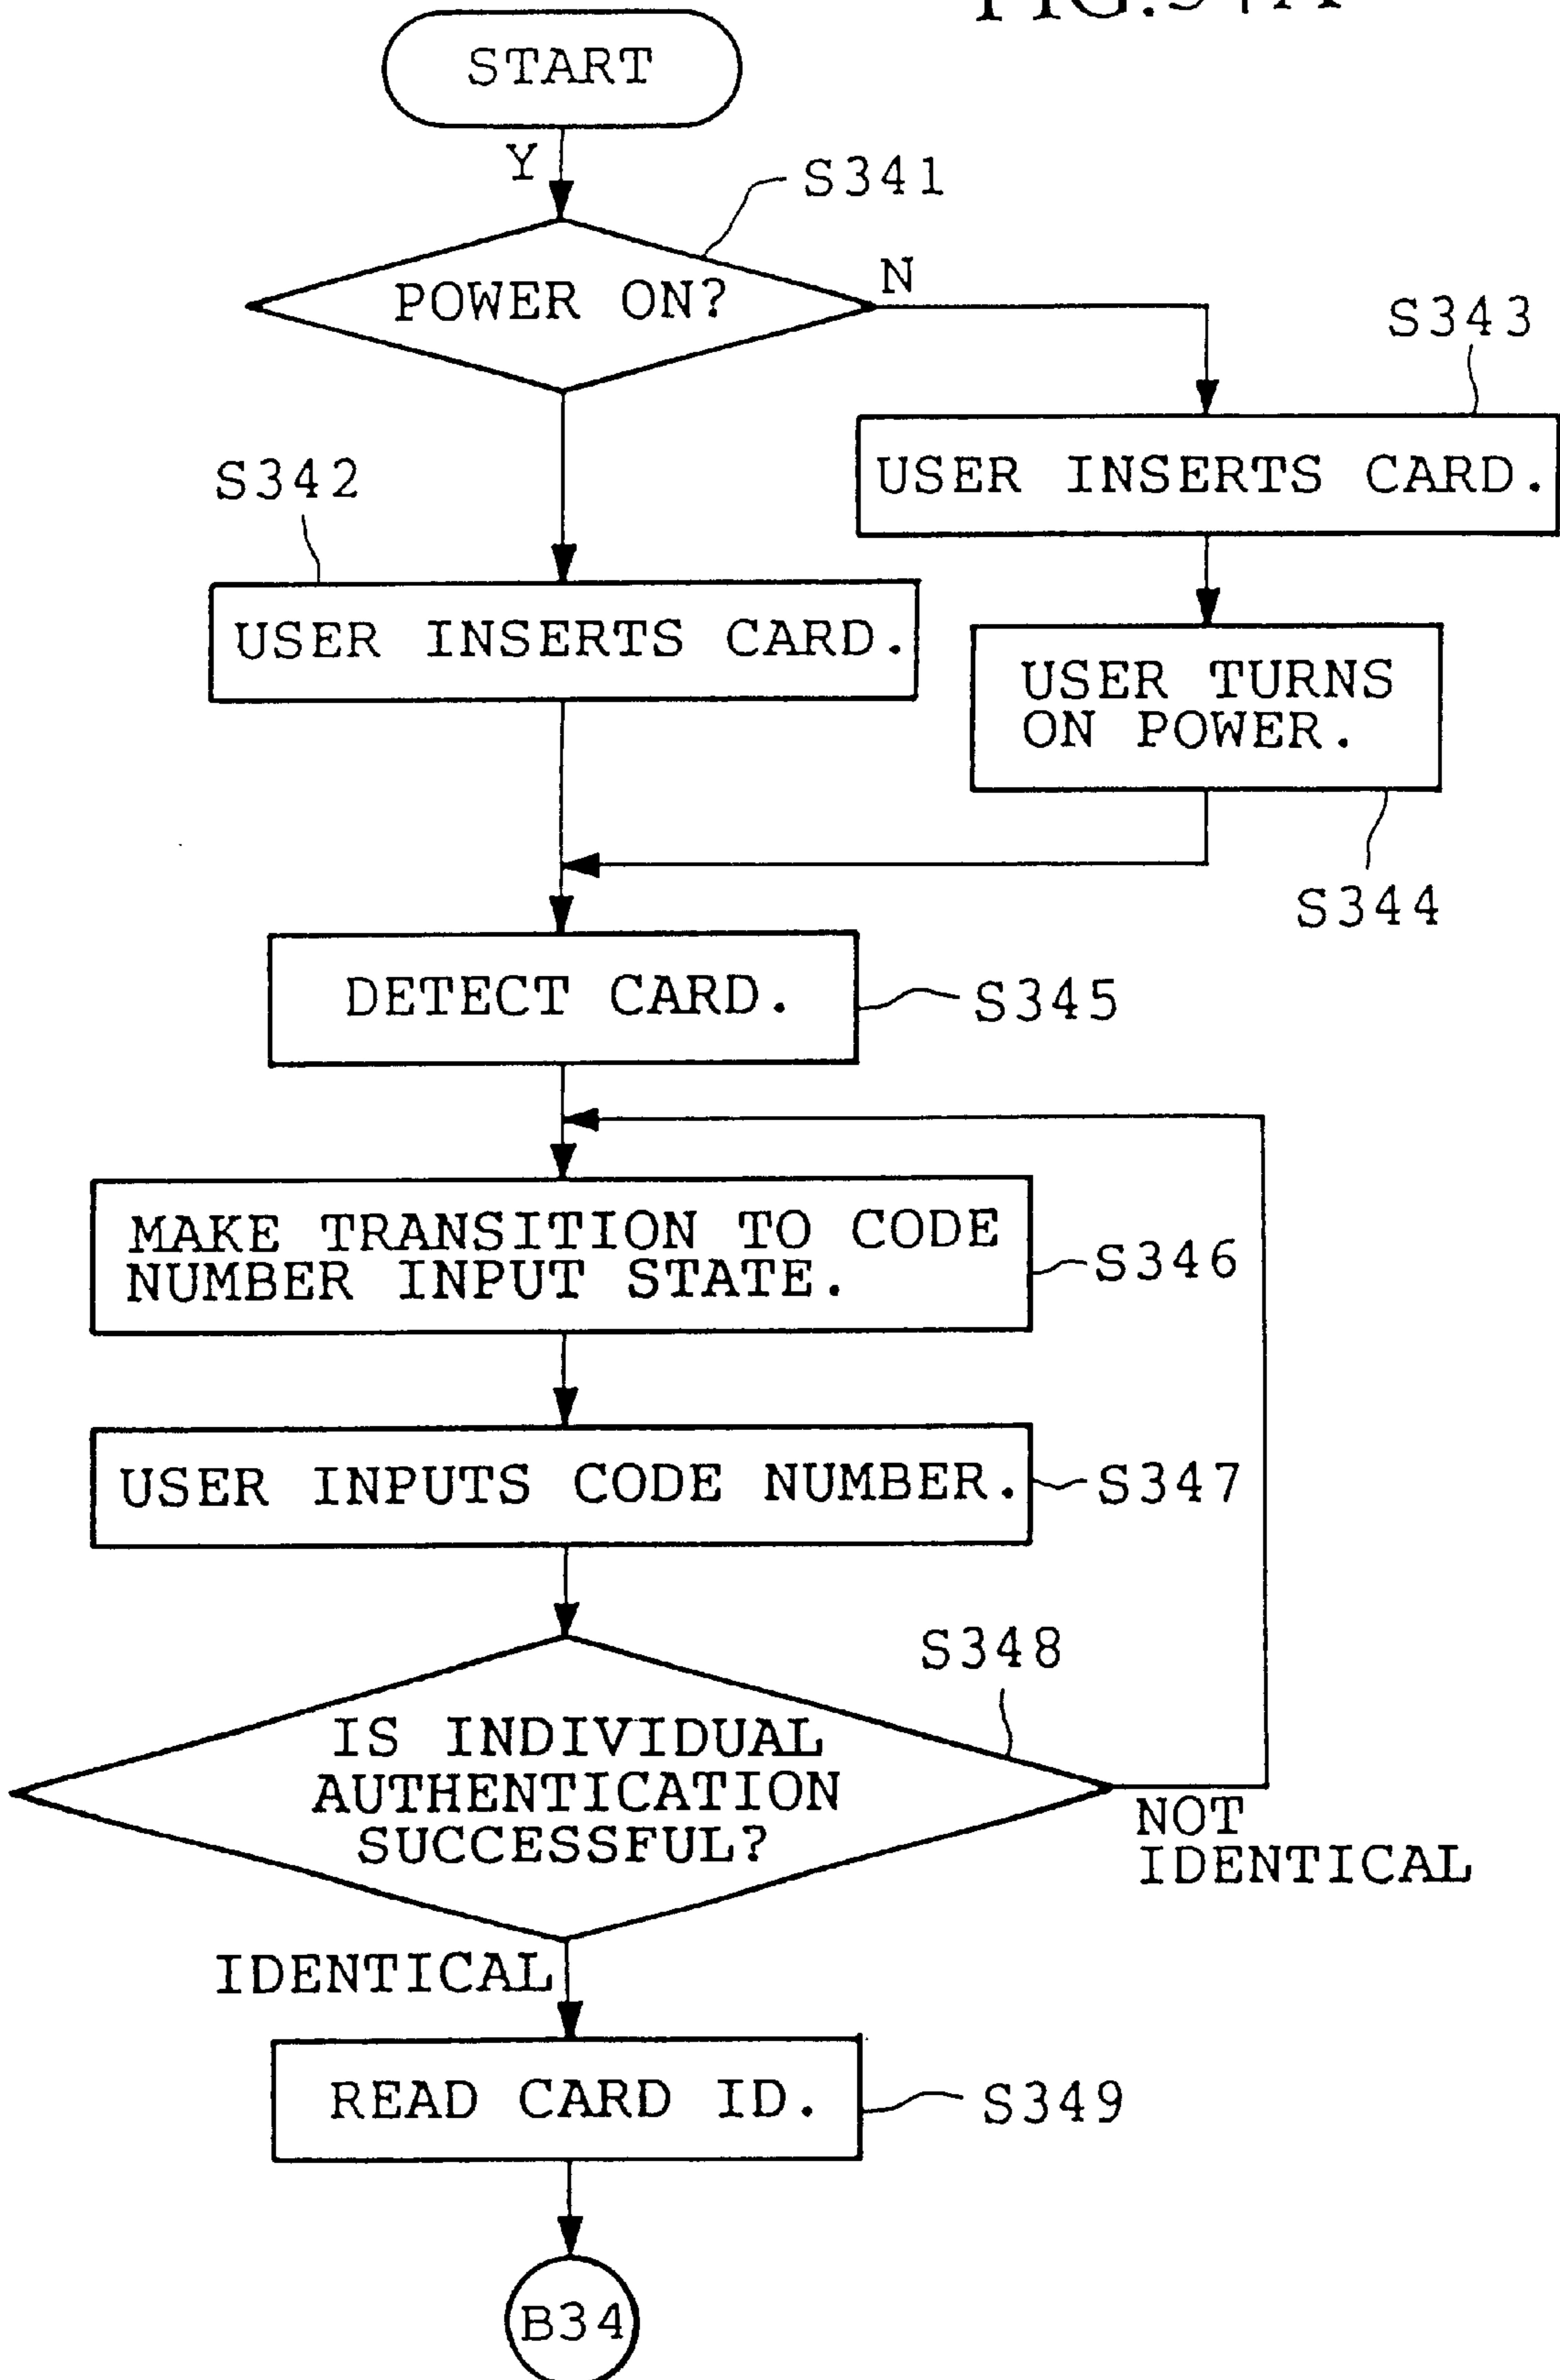 START
Y
S341
POWER ON?
N
S343
USER INSERTS CARD.
S342
USER INSERTS CARD.
USER TURNS
ON POWER.
S344
DETECT CARD.
S345
MAKE TRANSITION TO CODE
NUMBER INPUT STATE.
S346
USER INPUTS CODE NUMBER.
S347
S348
IS INDIVIDUAL
AUTHENTICATION
SUCCESSFUL?
NOT
IDENTICAL
IDENTICAL
READ CARD ID.
S349
B34